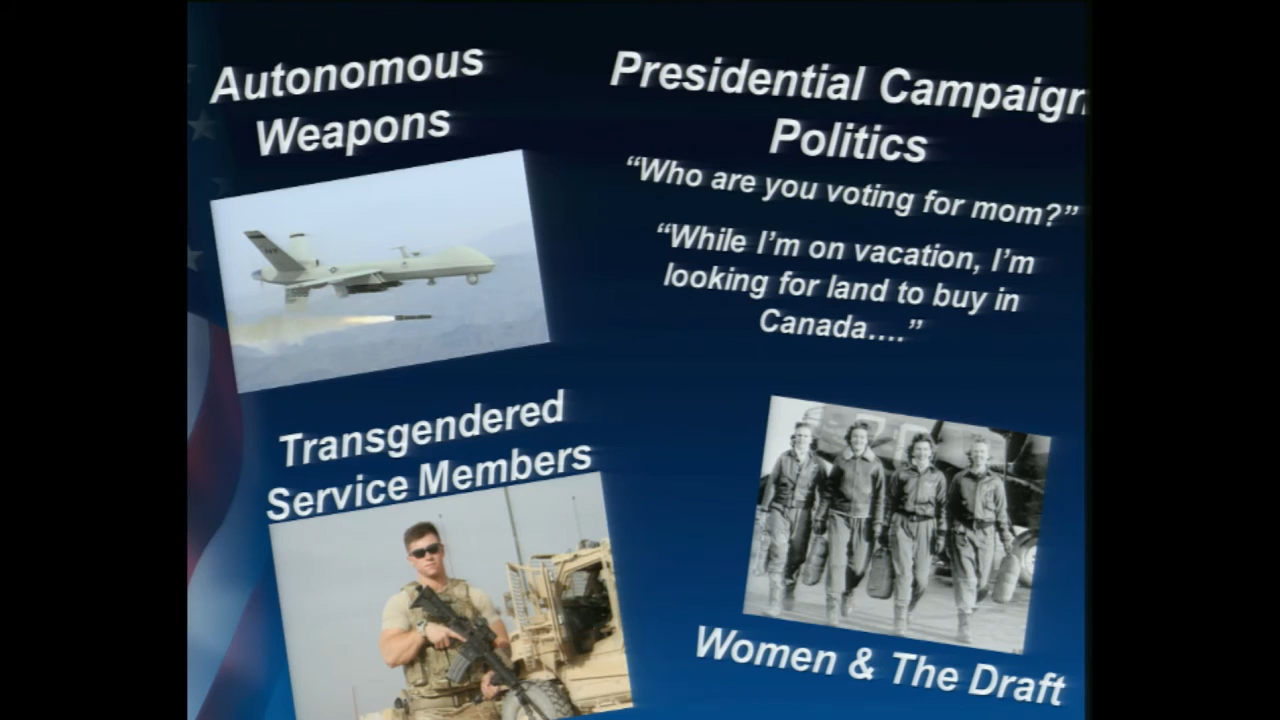 Autonomous
Weapons
Presidential Campaign
Politics
“Who are you voting for mom?”
“While I’m on vacation, I’m
looking for land to buy in
Canada....”
Transgendered
Service Members
Women & The Draft